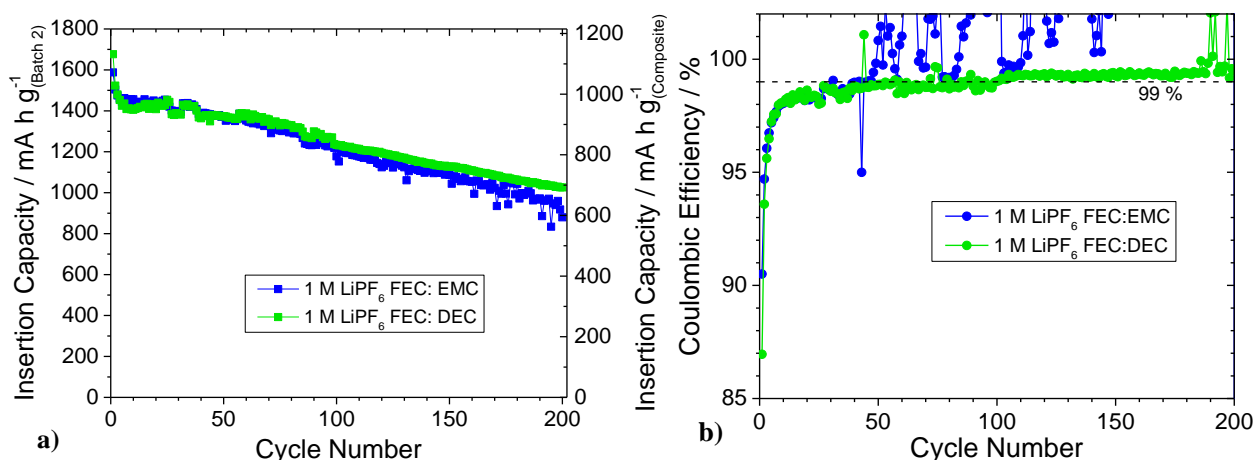 1800
1600
1400
1200
1000
800
600
400
200
0
Insertion Capacity / mA h g⁻¹(Batch 2)
1200
1000
800
600
400
200
0
Insertion Capacity / mA h g⁻¹(Composite)
1 M LiPF₆ FEC: EMC
1 M LiPF₆ FEC: DEC
0 50 100 150 200
Cycle Number
a)
100
95
90
85
Coulombic Efficiency / %
99 %
1 M LiPF₆ FEC:EMC
1 M LiPF₆ FEC:DEC
0 50 100 150 200
Cycle Number
b)